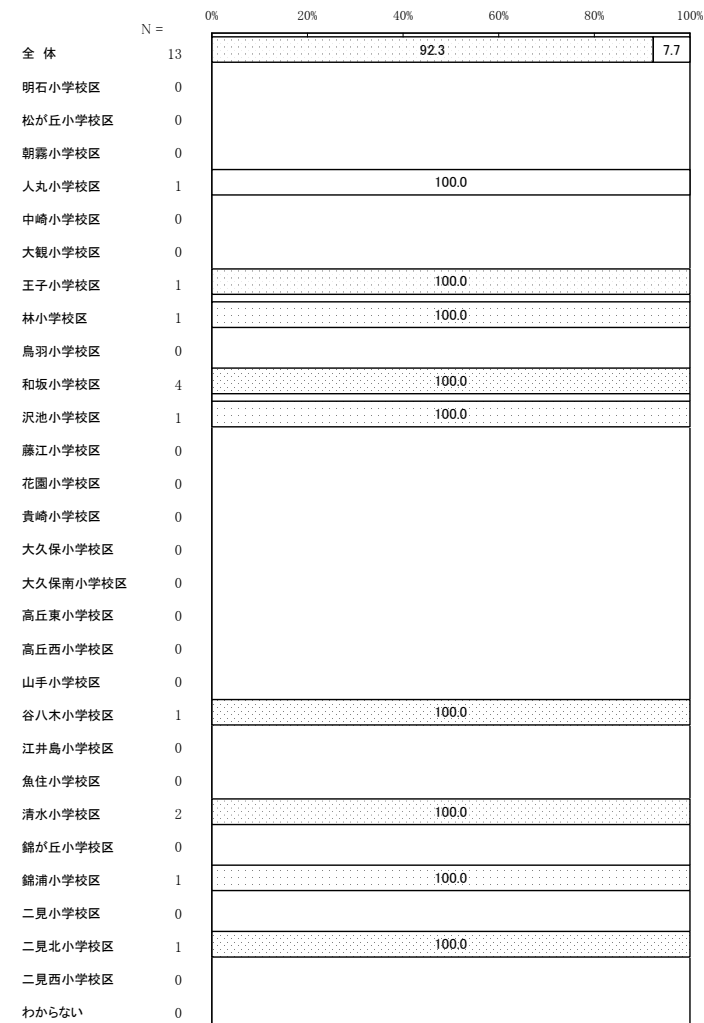 0% 20% 40% 60% 80% 100%
N =
全 体 13 92.3 7.7
明石小学校区 0
松が丘小学校区 0
朝霧小学校区 0
人丸小学校区 1 100.0
中崎小学校区 0
大観小学校区 0
王子小学校区 1 100.0
林小学校区 1 100.0
鳥羽小学校区 0
和坂小学校区 4 100.0
沢池小学校区 1 100.0
藤江小学校区 0
花園小学校区 0
貴崎小学校区 0
大久保小学校区 0
大久保南小学校区 0
高丘東小学校区 0
高丘西小学校区 0
山手小学校区 0
谷八木小学校区 1 100.0
江井島小学校区 0
魚住小学校区 0
清水小学校区 2 100.0
錦が丘小学校区 0
錦浦小学校区 1 100.0
二見小学校区 0
二見北小学校区 1 100.0
二見西小学校区 0
わからない 0